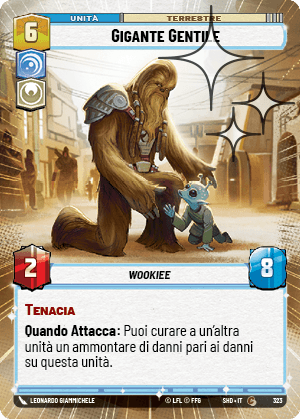 UNITÀ
TERRESTRE
6
Gigante Gentile
2
8
WOOKIEE
Tenacia
Quando Attacca: Puoi curare a un'altra
unità un ammontare di danni pari ai danni
su questa unità.
LEONARDO GIAMMICHELE
© LFL © FFG
SHD • IT
323